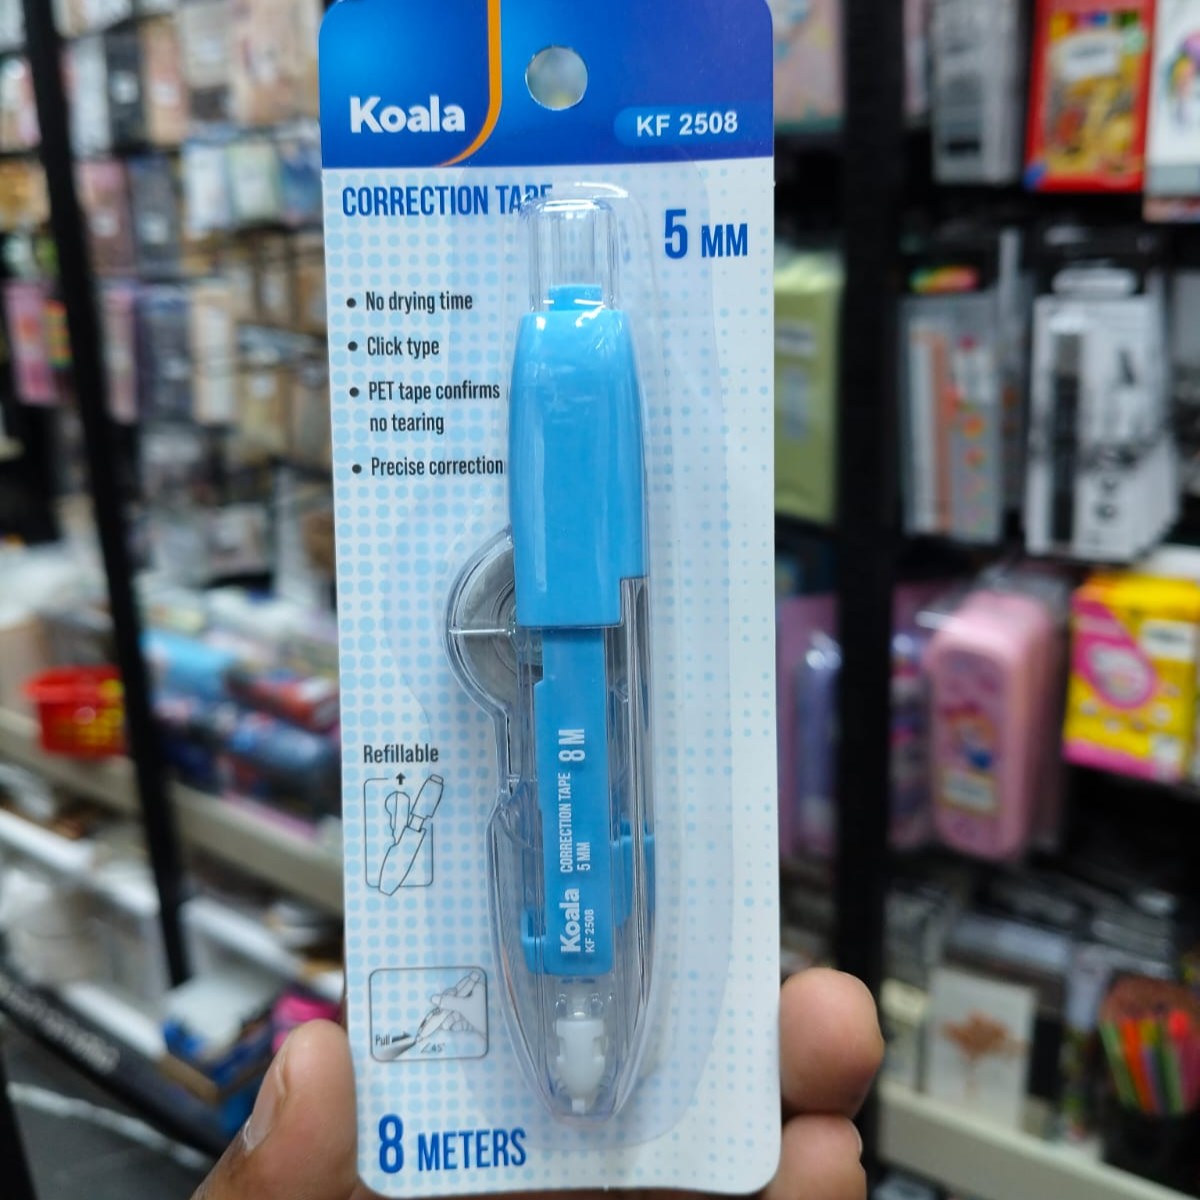 Koala
KF 2508
CORRECTION TAPE
5 MM
• No drying time
• Click type
• PET tape confirms
no tearing
• Precise correction
Refillable
8 M
CORRECTION TAPE
5 MM
Koala
KF 2508
Pull
∠45°
8 METERS